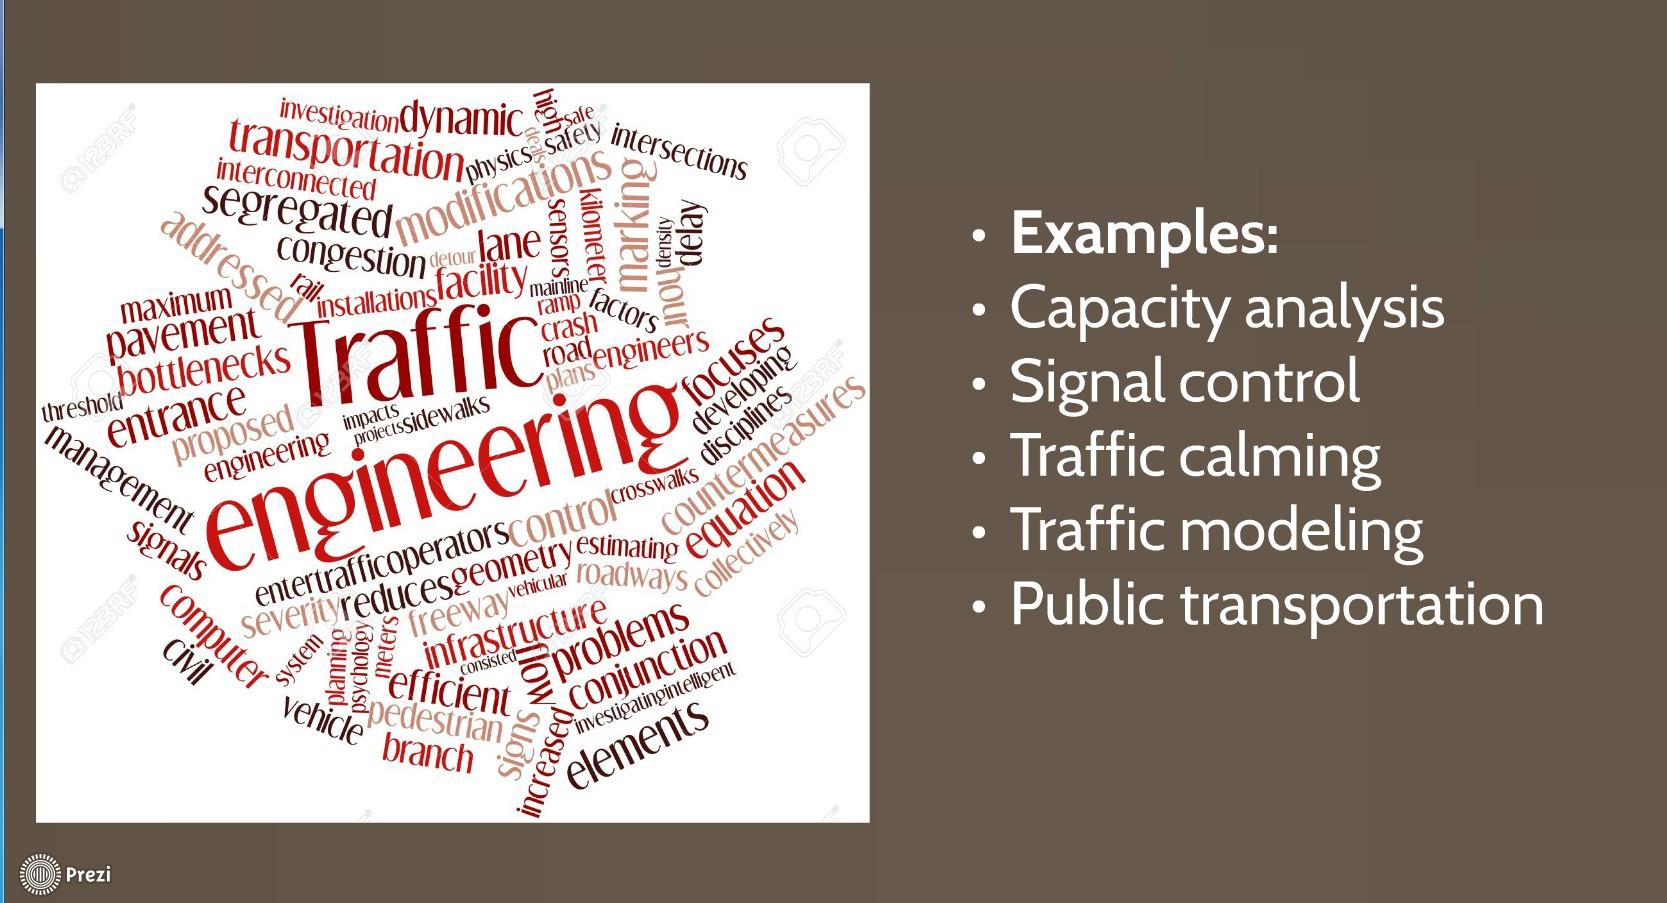 investigation dynamic high safe
deals
transportation physics safety intersections
interconnected modifications
segregated
addressed congestion detour lane sensors kilometer marking density delay
rail installations facility mainline hour
maximum ramp factors
pavement Traffic crash
bottlenecks road engineers
threshold entrance plans focuses
proposed impacts sidewalks developing
management engineering projects disciplines
engineering countermeasures
signals control crosswalks equation
entertrafficoperators estimating collectively
reduces geometry roadways
computer severity freeway vehicular
civil system planning psychology meters infrastructure
consisted flow problems
efficient conjunction
vehicle pedestrian investigatingintelligent
branch signs increased elements
123RF
123RF
123RF
123RF
123RF
• Examples:
• Capacity analysis
• Signal control
• Traffic calming
• Traffic modeling
• Public transportation
Prezi